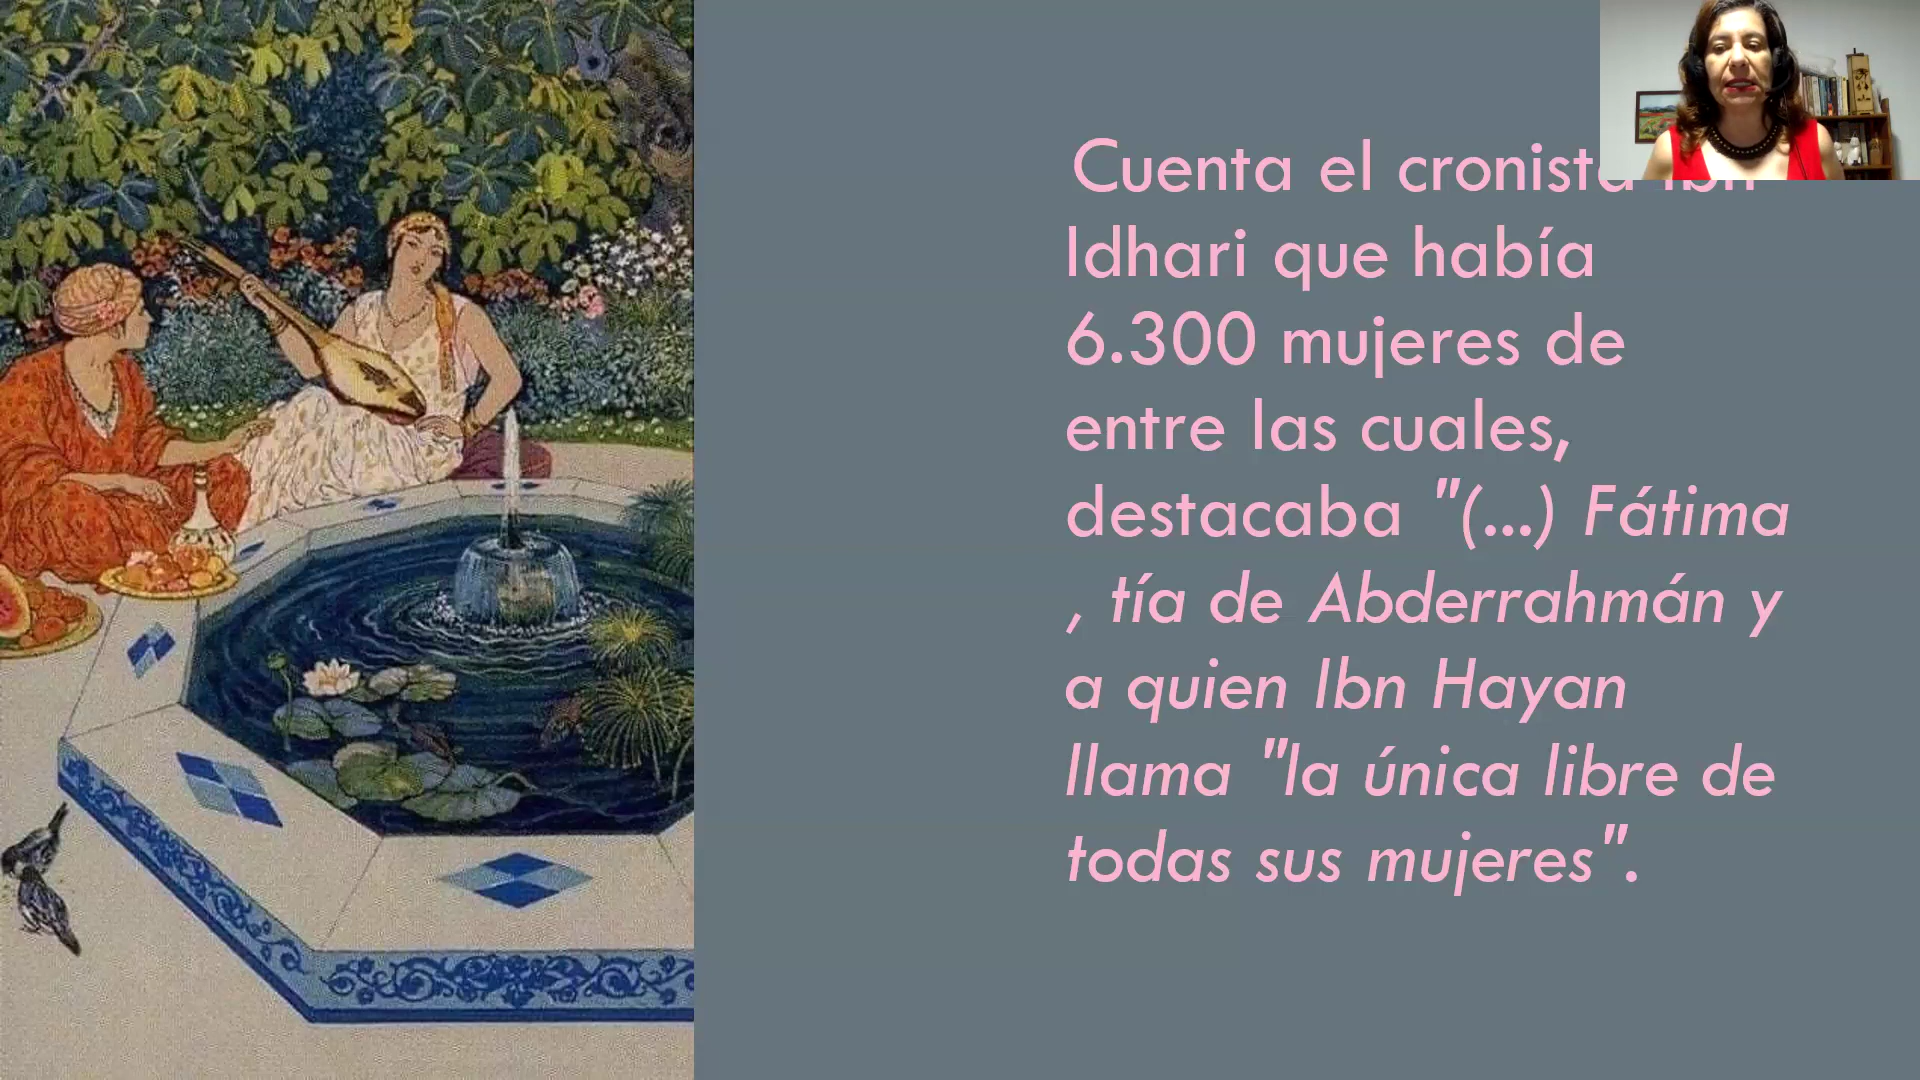 Cuenta el cronista Ibn
Idhari que había
6.300 mujeres de
entre las cuales,
destacaba "(...) Fátima
, tía de Abderrahmán y
a quien Ibn Hayan
llama "la única libre de
todas sus mujeres".